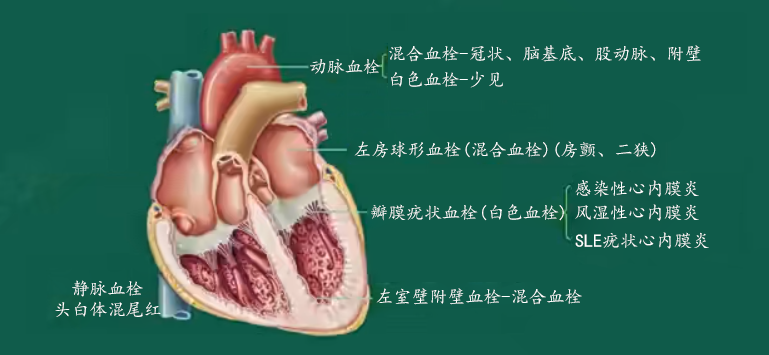 混合血栓-冠状、脑基底、股动脉、附壁
动脉血栓
白色血栓-少见
左房球形血栓(混合血栓)(房颤、二狭)
感染性心内膜炎
瓣膜疣状血栓(白色血栓)
风湿性心内膜炎
SLE疣状心内膜炎
静脉血栓
头白体混尾红
左室壁附壁血栓-混合血栓